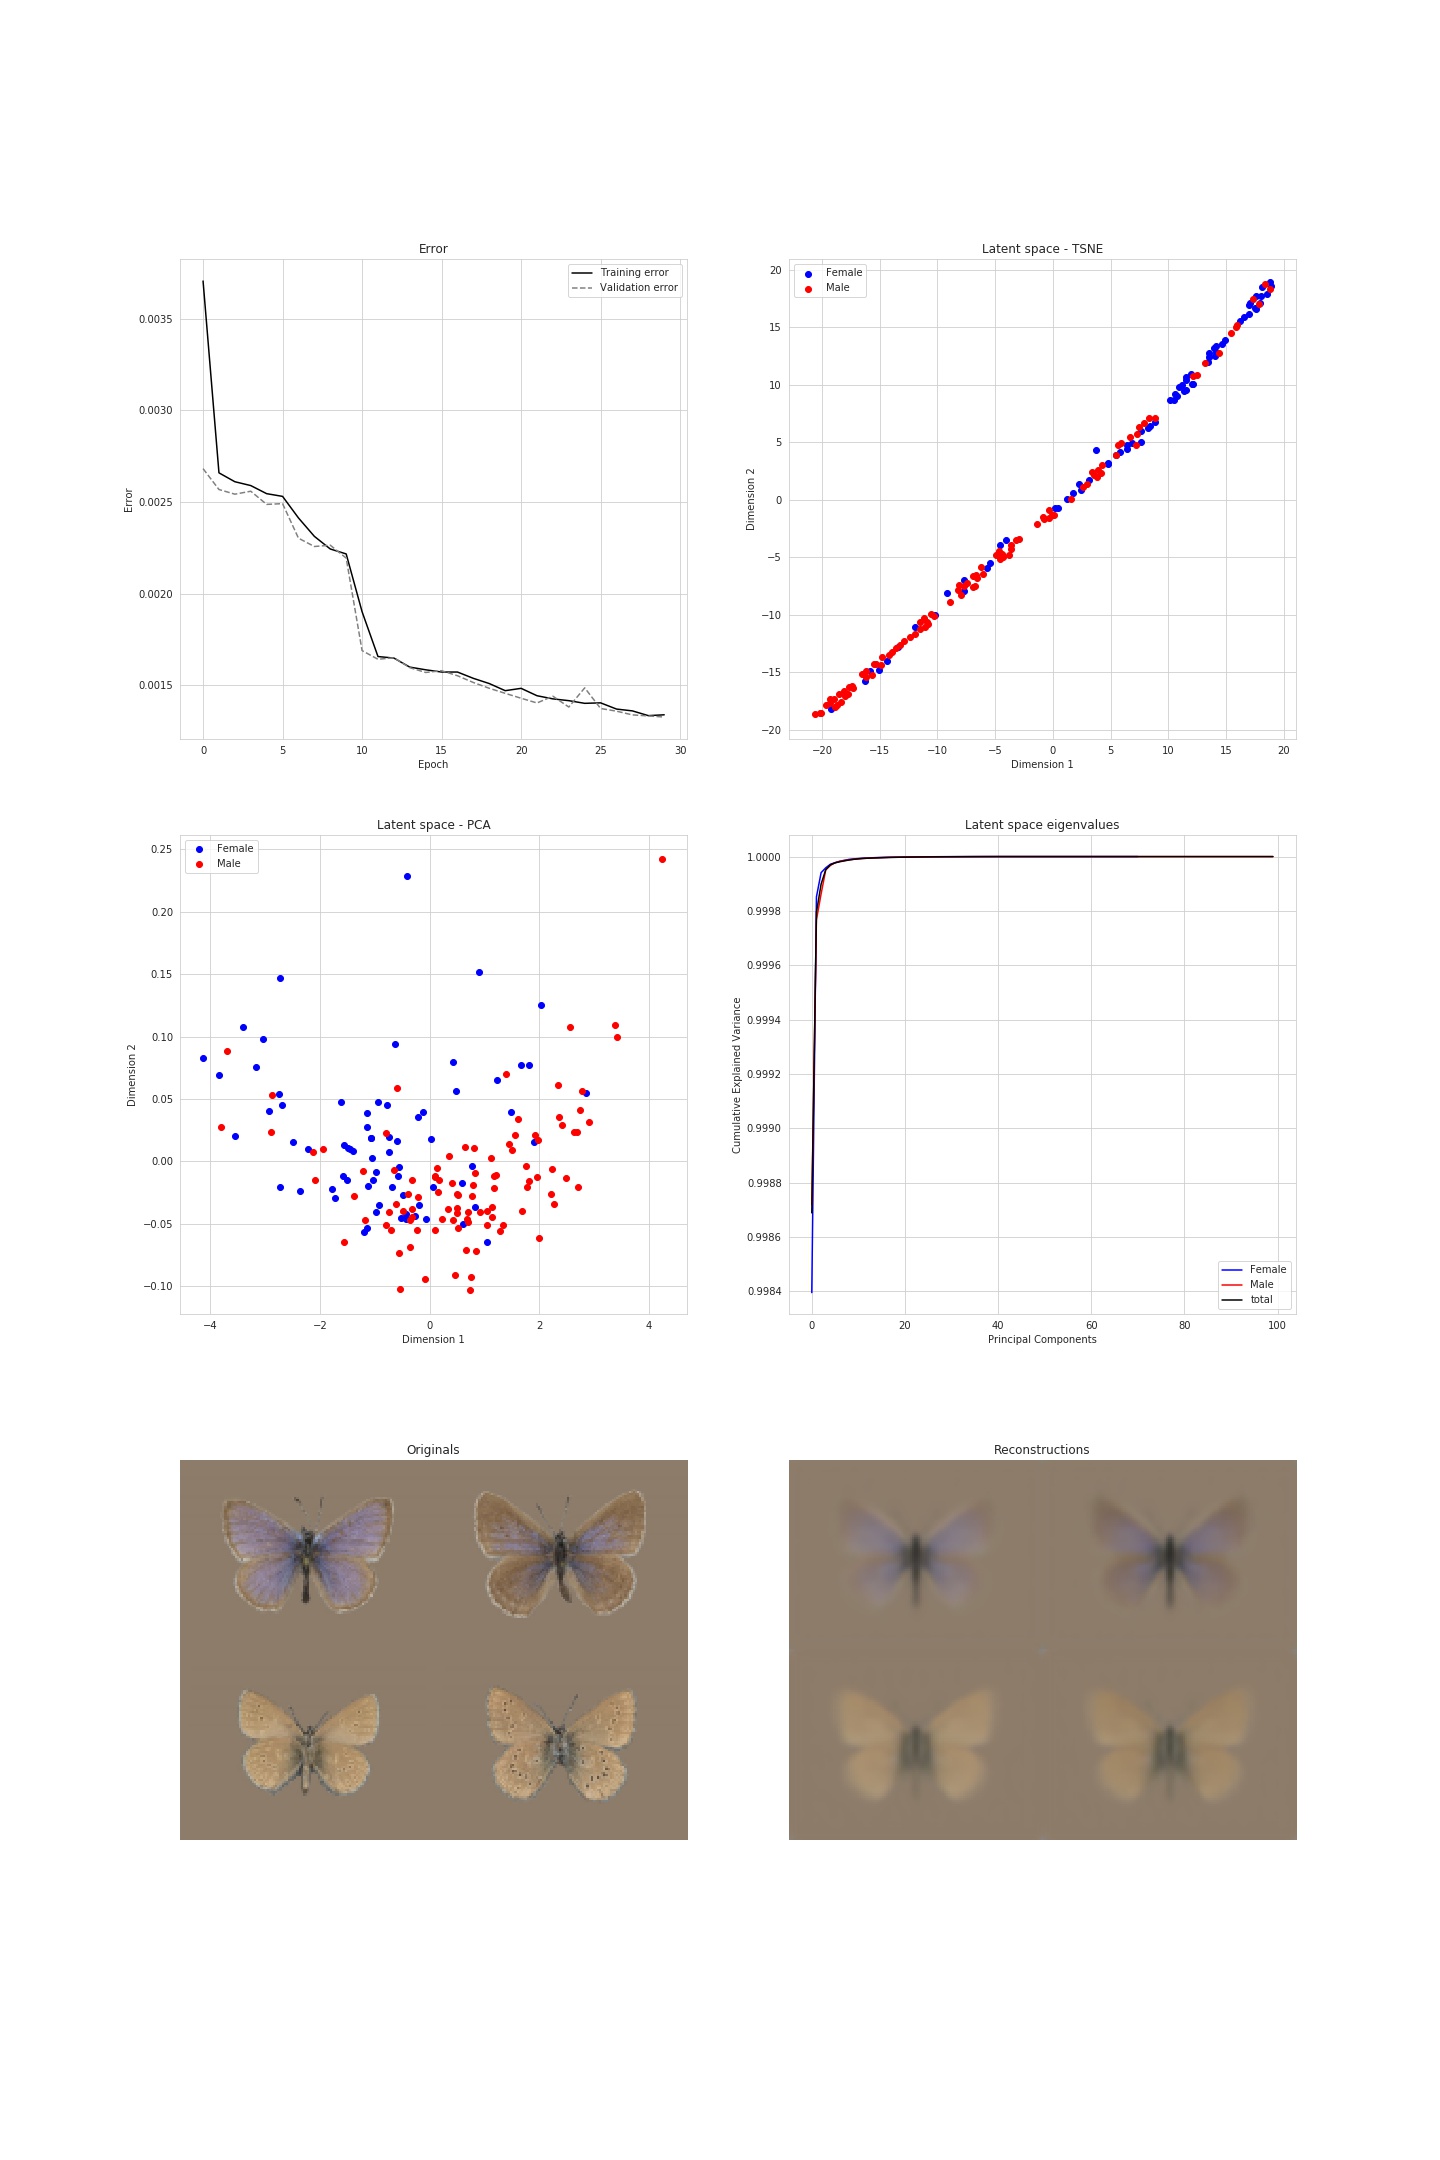 Error
Training error
Validation error
0.0035
0.0030
0.0025
0.0020
0.0015
Error
0 5 10 15 20 25 30
Epoch
Latent space - TSNE
Female
Male
20
15
10
5
0
−5
−10
−15
−20
Dimension 2
−20 −15 −10 −5 0 5 10 15 20
Dimension 1
Latent space - PCA
Female
Male
0.25
0.20
0.15
0.10
0.05
0.00
−0.05
−0.10
Dimension 2
−4 −2 0 2 4
Dimension 1
Latent space eigenvalues
1.0000
0.9998
0.9996
0.9994
0.9992
0.9990
0.9988
0.9986
0.9984
Cumulative Explained Variance
Female
Male
total
0 20 40 60 80 100
Principal Components
Originals
Reconstructions